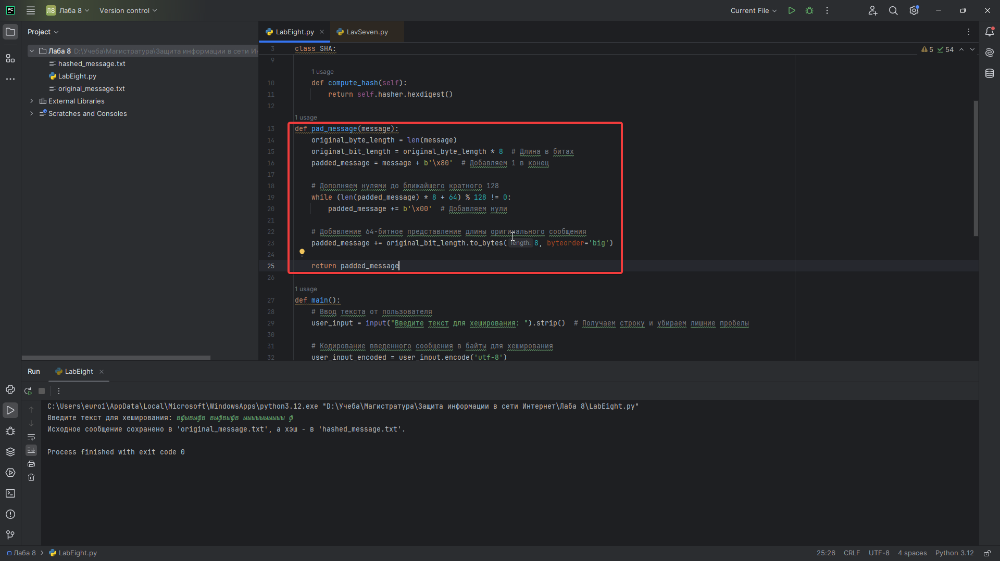 Л8 Лаба 8 Version control Current File
Project LabEight.py LavSeven.py
Лаба 8 D:\Учеба\Магистратура\Защита информации в сети Ин
hashed_message.txt
LabEight.py
original_message.txt
External Libraries
Scratches and Consoles
3 class SHA: 5 54
9
1 usage
10 def compute_hash(self):
11 return self.hasher.hexdigest()
12
1 usage
13 def pad_message(message):
14 original_byte_length = len(message)
15 original_bit_length = original_byte_length * 8 # Длина в битах
16 padded_message = message + b'\x80' # Добавляем 1 в конец
17
18 # Дополняем нулями до ближайшего кратного 128
19 while (len(padded_message) * 8 + 64) % 128 != 0:
20 padded_message += b'\x00' # Добавляем нули
21
22 # Добавление 64-битное представление длины оригинального сообщения
23 padded_message += original_bit_length.to_bytes( length: 8, byteorder='big')
24
25 return padded_message
26
1 usage
27 def main():
28 # Ввод текста от пользователя
29 user_input = input("Введите текст для хеширования: ").strip() # Получаем строку и убираем лишние пробелы
30
31 # Кодирование введенного сообщения в байты для хеширования
32 user_input_encoded = user_input.encode('utf-8')
Run LabEight
C:\Users\euro1\AppData\Local\Microsoft\WindowsApps\python3.12.exe "D:\Учеба\Магистратура\Защита информации в сети Интернет\Лаба 8\LabEight.py"
Введите текст для хеширования: вфывыфв выфвыфв ыыыыыыыыыы ф
Исходное сообщение сохранено в 'original_message.txt', а хэш - в 'hashed_message.txt'.
Process finished with exit code 0
Лаба 8 > LabEight.py 25:26 CRLF UTF-8 4 spaces Python 3.12